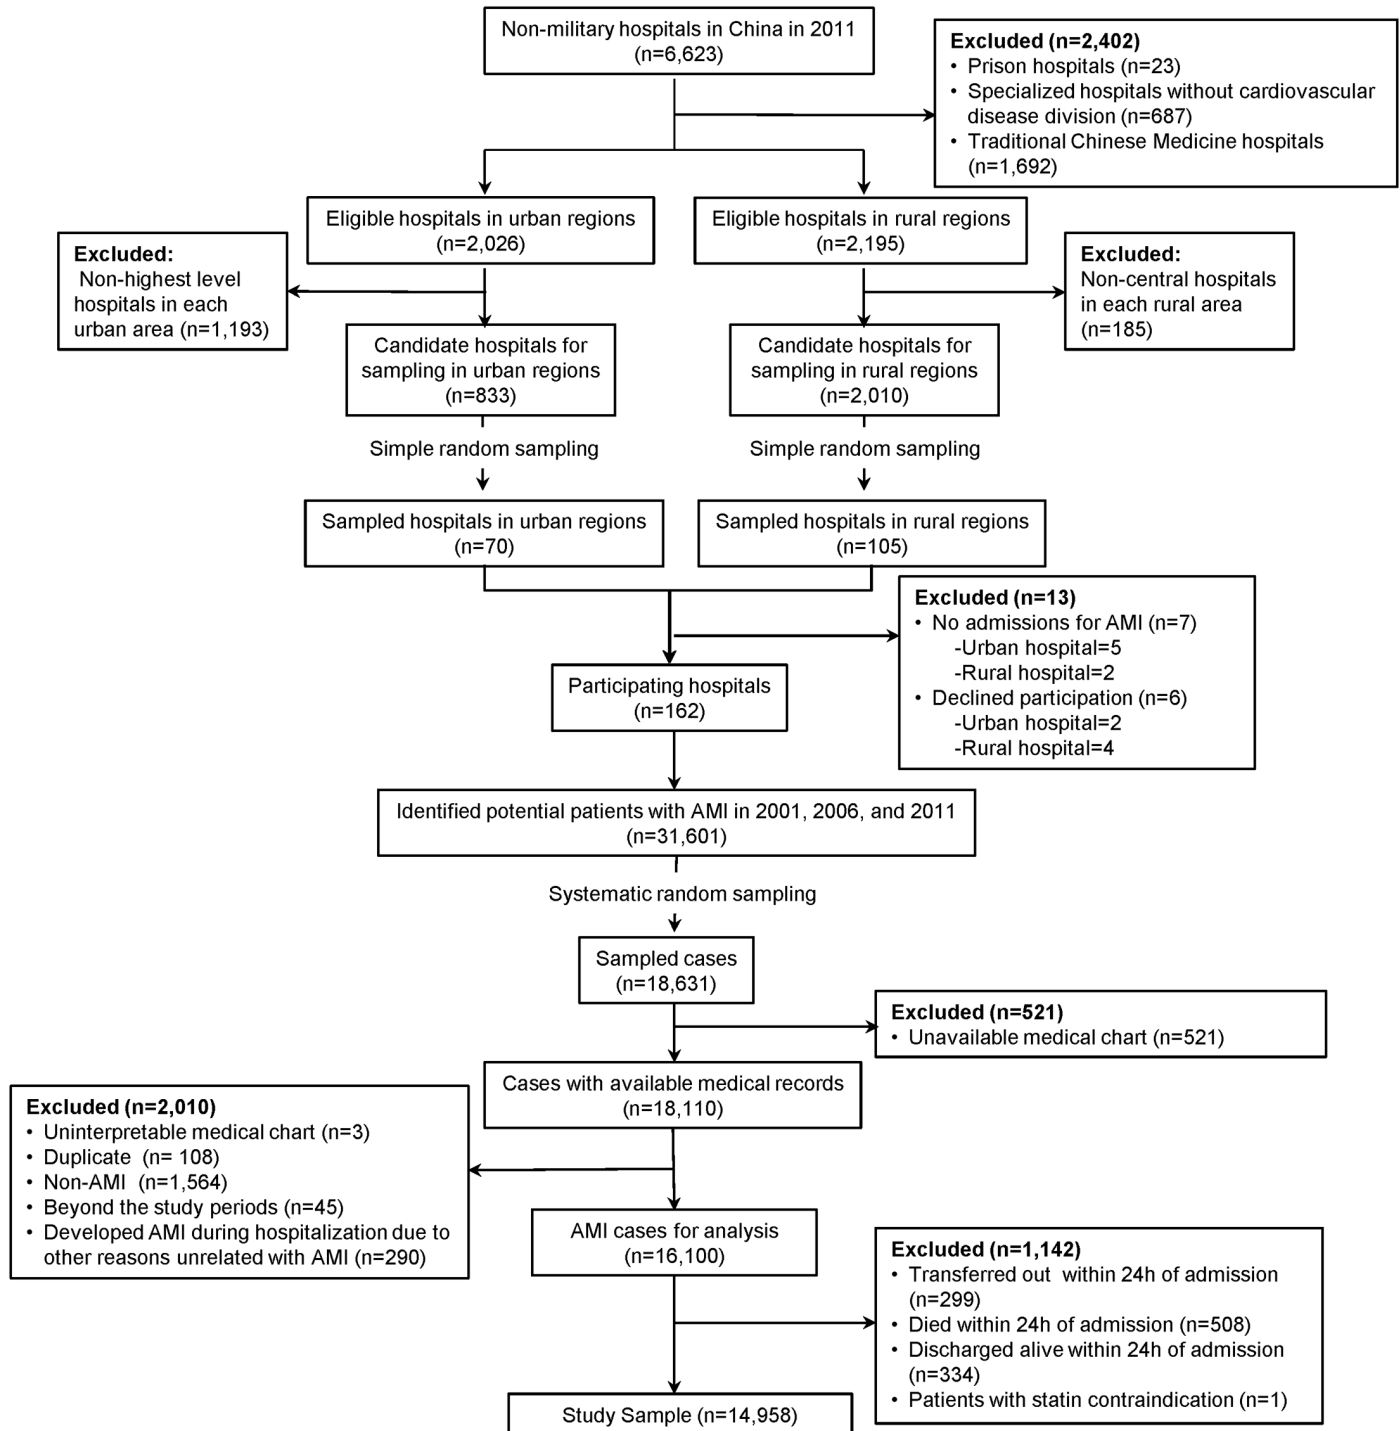 Non-military hospitals in China in 2011
(n=6,623)
Excluded (n=2,402)
• Prison hospitals (n=23)
• Specialized hospitals without cardiovascular
disease division (n=687)
• Traditional Chinese Medicine hospitals
(n=1,692)
Eligible hospitals in urban regions
(n=2,026)
Eligible hospitals in rural regions
(n=2,195)
Excluded:
Non-highest level
hospitals in each
urban area (n=1,193)
Excluded:
Non-central hospitals
in each rural area
(n=185)
Candidate hospitals for
sampling in urban regions
(n=833)
Candidate hospitals for
sampling in rural regions
(n=2,010)
Simple random sampling
Simple random sampling
Sampled hospitals in urban regions
(n=70)
Sampled hospitals in rural regions
(n=105)
Excluded (n=13)
• No admissions for AMI (n=7)
-Urban hospital=5
-Rural hospital=2
• Declined participation (n=6)
-Urban hospital=2
-Rural hospital=4
Participating hospitals
(n=162)
Identified potential patients with AMI in 2001, 2006, and 2011
(n=31,601)
Systematic random sampling
Sampled cases
(n=18,631)
Excluded (n=521)
• Unavailable medical chart (n=521)
Cases with available medical records
(n=18,110)
Excluded (n=2,010)
• Uninterpretable medical chart (n=3)
• Duplicate (n= 108)
• Non-AMI (n=1,564)
• Beyond the study periods (n=45)
• Developed AMI during hospitalization due to
other reasons unrelated with AMI (n=290)
AMI cases for analysis
(n=16,100)
Excluded (n=1,142)
• Transferred out within 24h of admission
(n=299)
• Died within 24h of admission (n=508)
• Discharged alive within 24h of admission
(n=334)
• Patients with statin contraindication (n=1)
Study Sample (n=14,958)